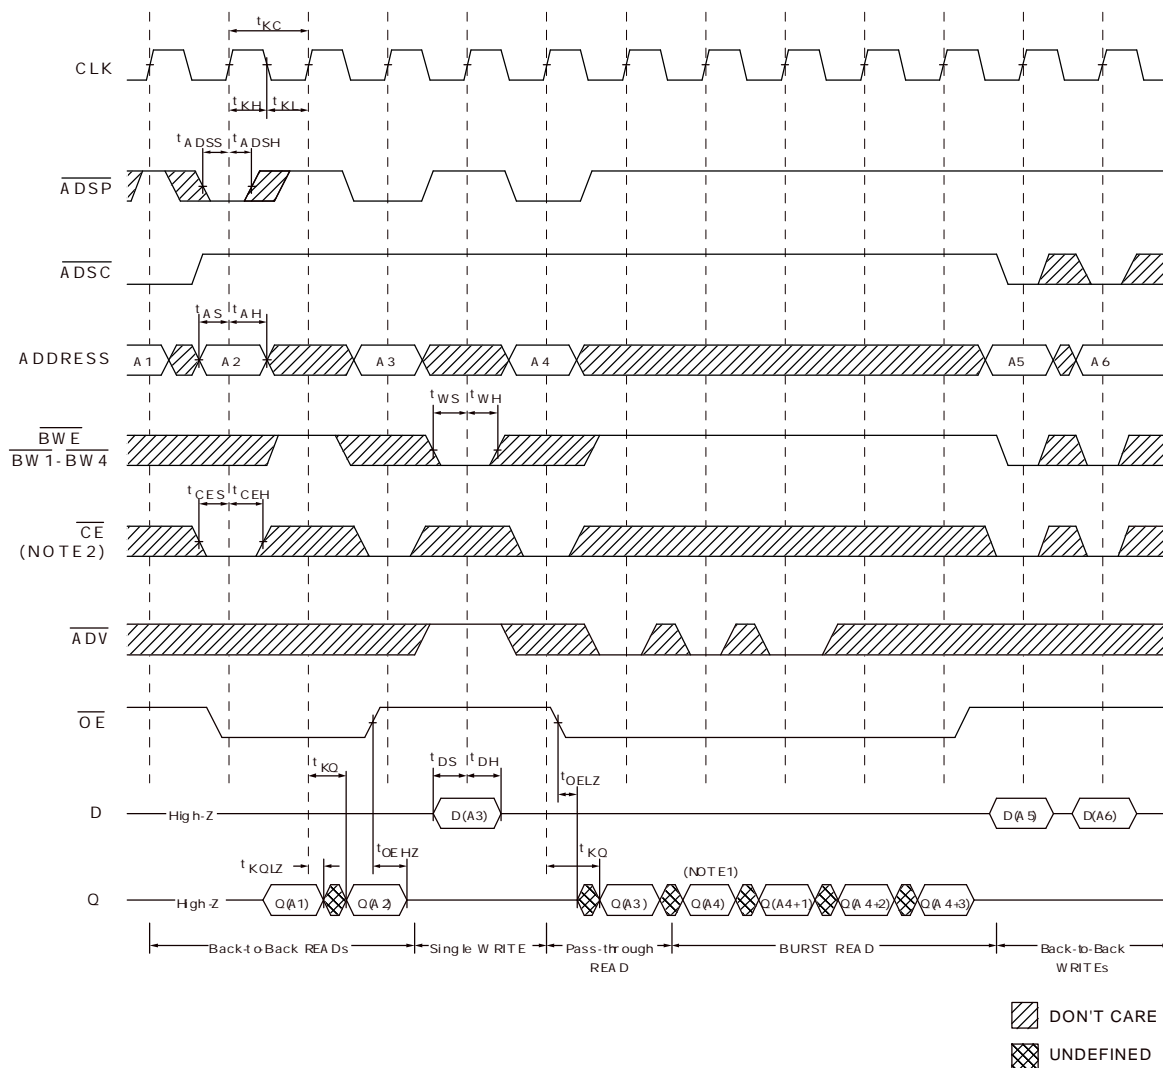 tKC
CLK
tKH tKL
tADSS tADSH
ADSP
ADSC
tAS tAH
ADDRESS A1 A2 A3 A4 A5 A6
tWS tWH
BWE
BW1-BW4
tCES tCEH
CE
(NOTE2)
ADV
OE
tKQ tDS tDH tOELZ
D High-Z D(A3) D(A5) D(A6)
tKQLZ tOEHZ tKQ (NOTE1)
Q High-Z Q(A1) Q(A2) Q(A3) Q(A4) Q(A4+1) Q(A4+2) Q(A4+3)
Back-to-Back READs Single WRITE Pass-through BURST READ Back-to-Back
READ WRITEs
DON'T CARE
UNDEFINED